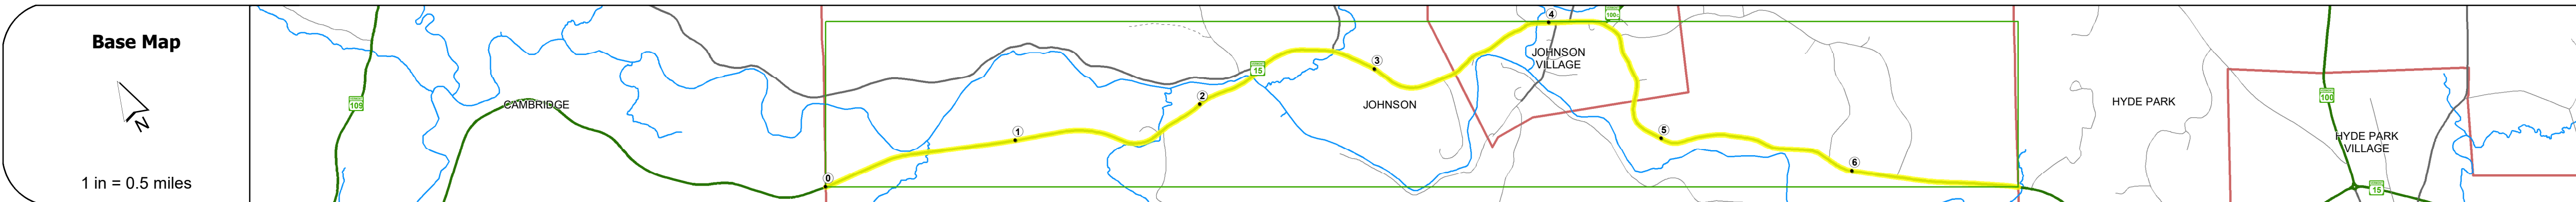 Base Map
N
1 in = 0.5 miles
109
CAMBRIDGE
0
1
2
15
3
JOHNSON
4
100C
JOHNSON
VILLAGE
5
6
HYDE PARK
100
HYDE PARK
VILLAGE
15